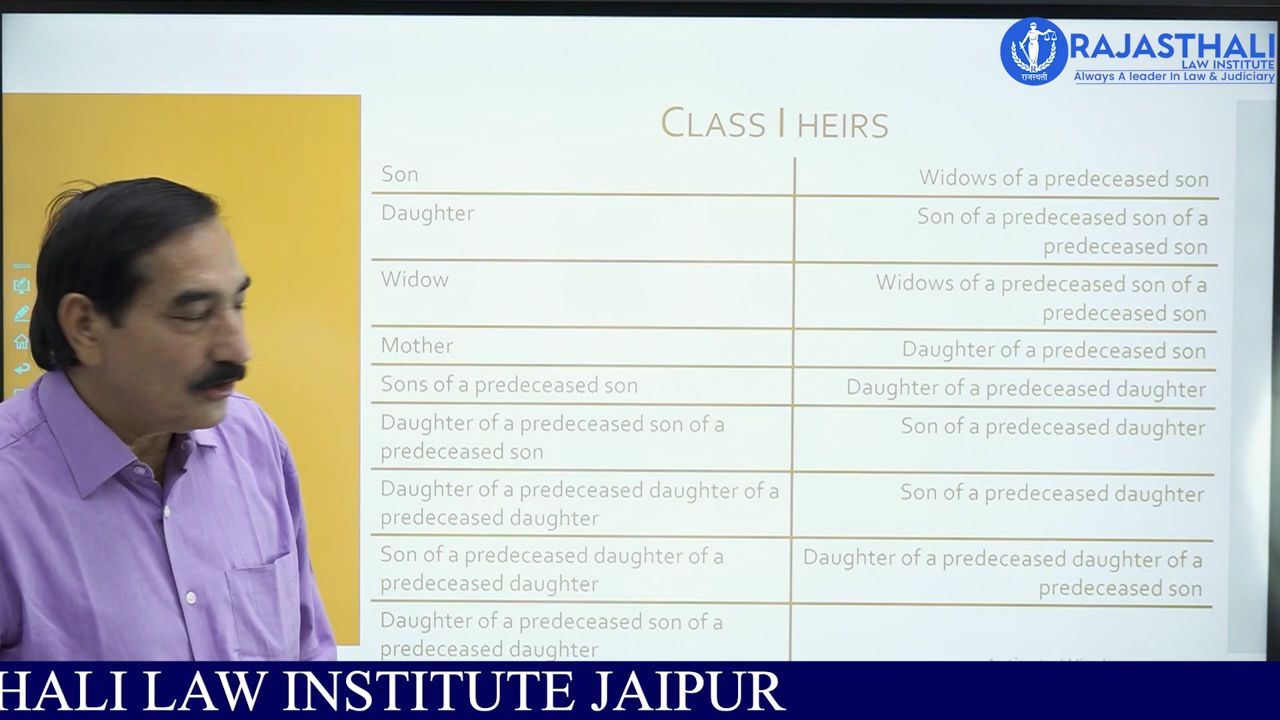 RAJASTHALI
LAW INSTITUTE
राजस्थली
Always A leader In Law & Judiciary
CLASS I HEIRS
Son
Widows of a predeceased son
Daughter
Son of a predeceased son of a
predeceased son
Widow
Widows of a predeceased son of a
predeceased son
Mother
Daughter of a predeceased son
Sons of a predeceased son
Daughter of a predeceased daughter
Daughter of a predeceased son of a
predeceased son
Son of a predeceased daughter
Daughter of a predeceased daughter of a
predeceased daughter
Son of a predeceased daughter
Son of a predeceased daughter of a
predeceased daughter
Daughter of a predeceased daughter of a
predeceased son
Daughter of a predeceased son of a
predeceased daughter
HALI LAW INSTITUTE JAIPUR